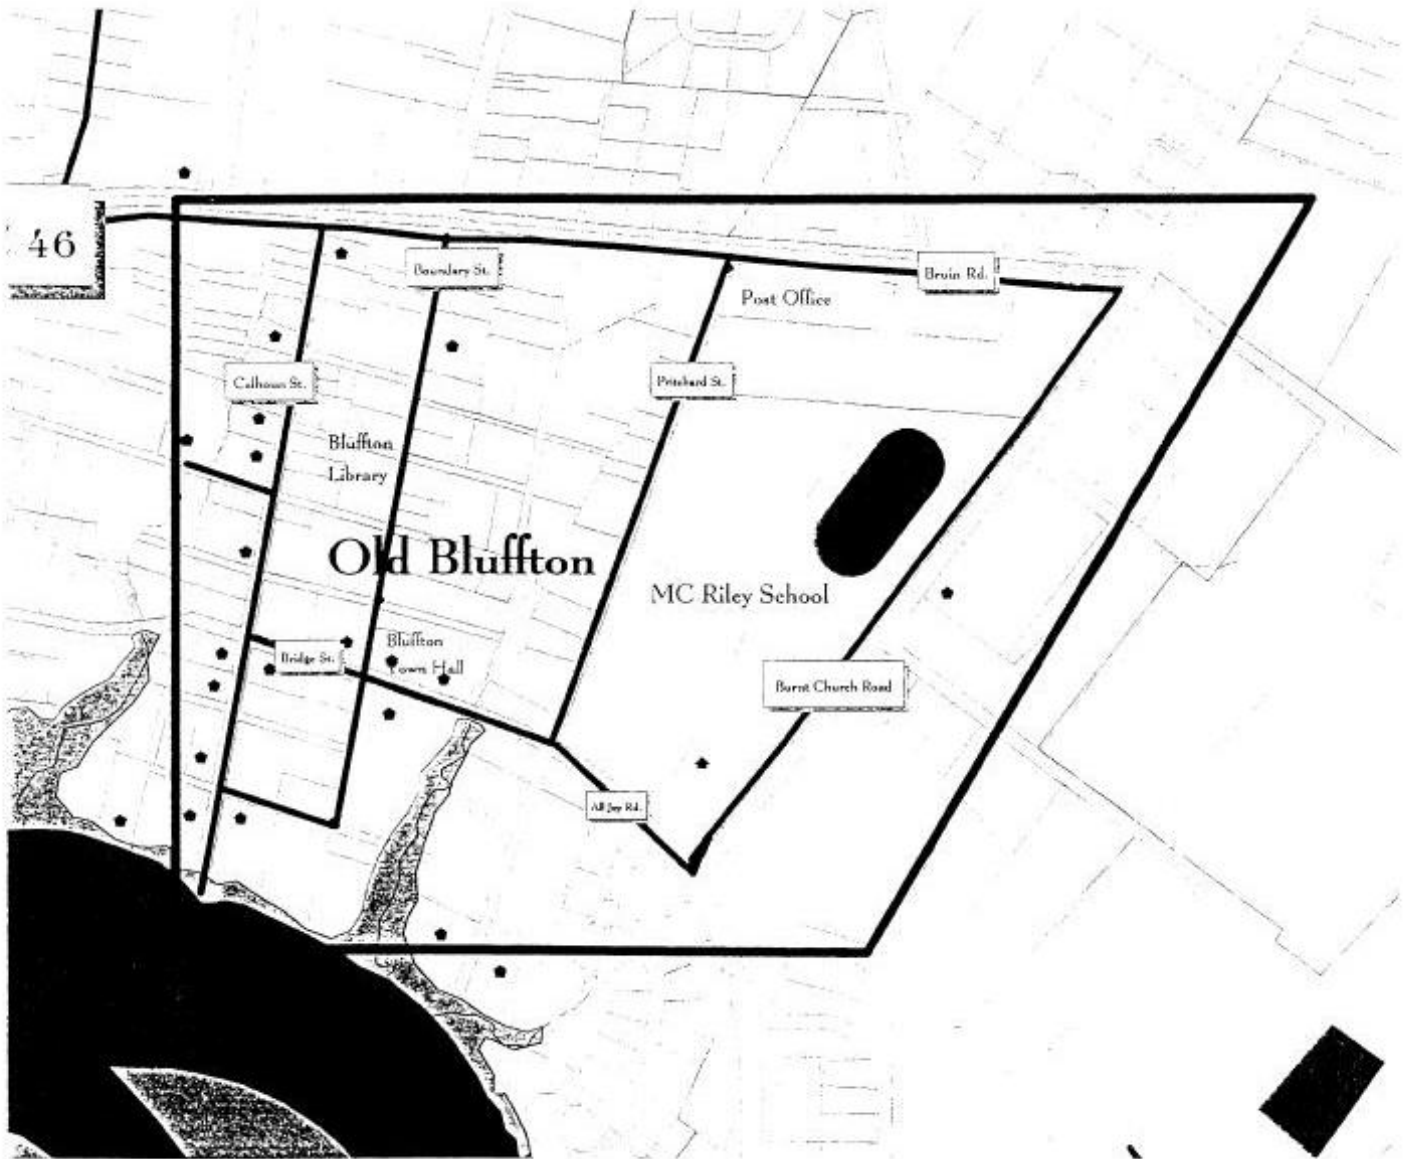 46
Boundary St.
Bruin Rd.
Post Office
Calhoun St.
Pritchard St.
Bluffton
Library
Old Bluffton
MC Riley School
Bridge St.
Bluffton
Town Hall
Burnt Church Road
All Joy Rd.